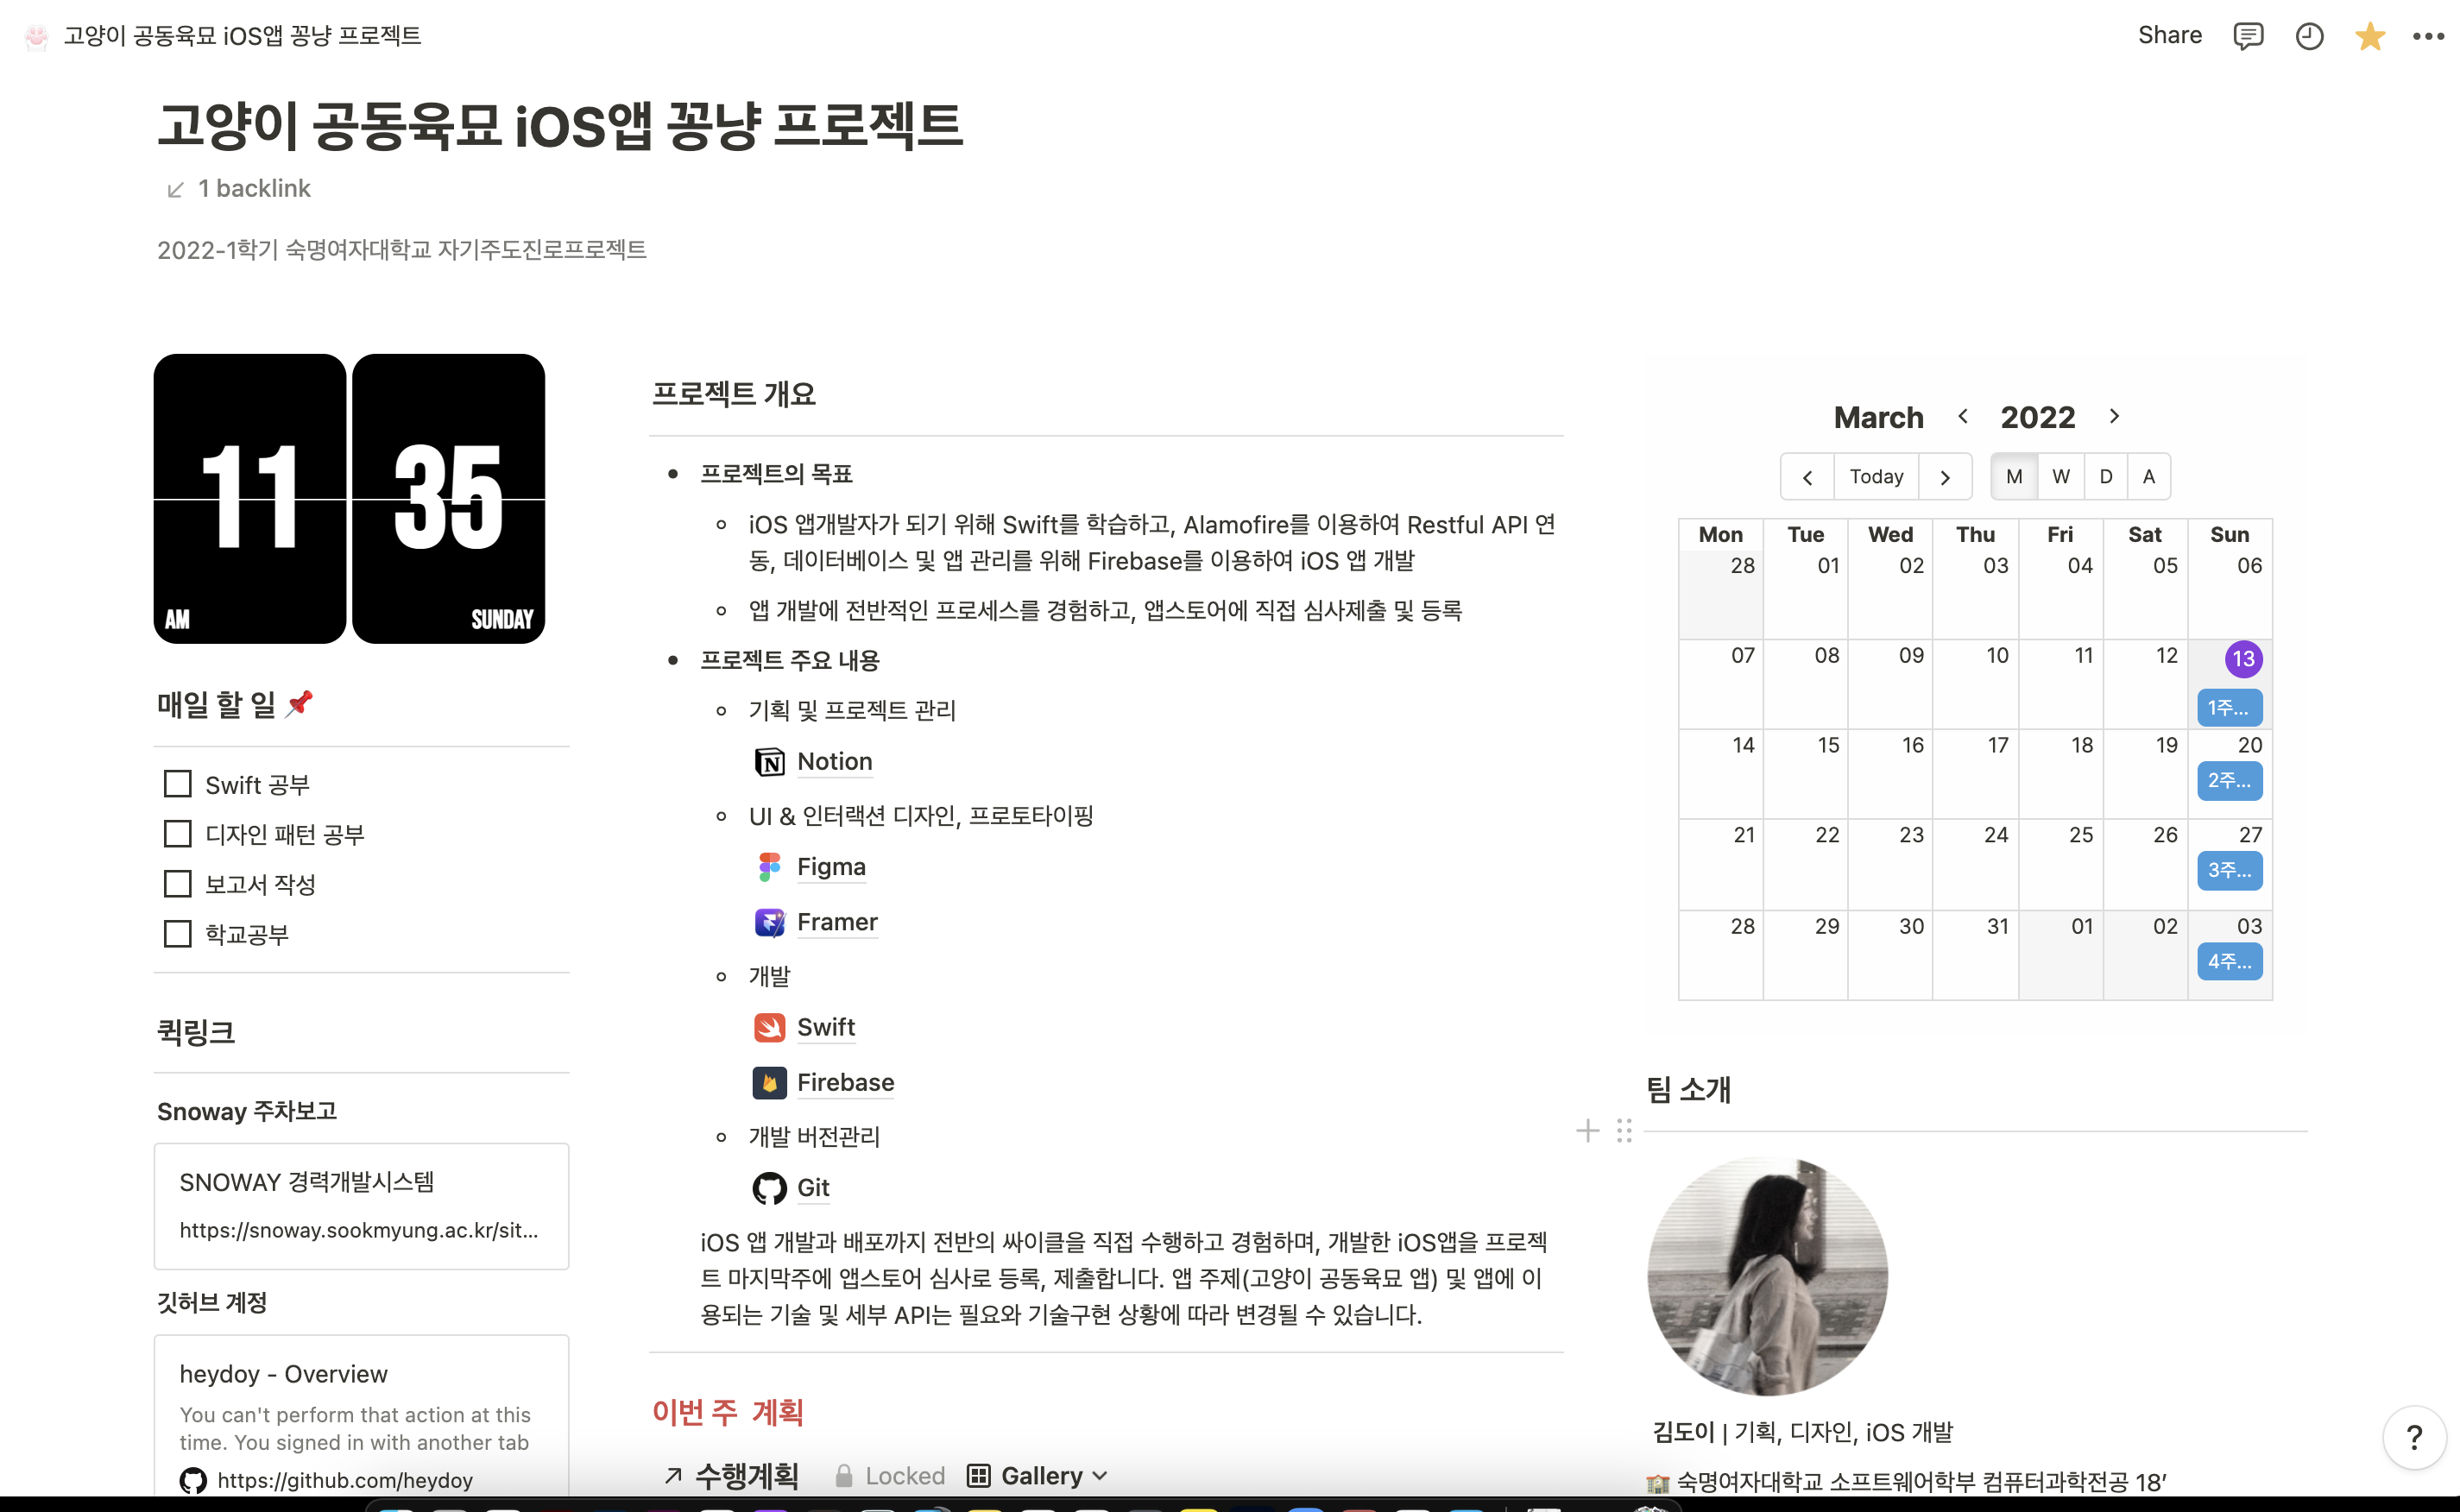 고양이 공동육묘 iOS앱 꽁냥 프로젝트
Share
고양이 공동육묘 iOS앱 꽁냥 프로젝트
1 backlink
2022-1학기 숙명여자대학교 자기주도진로프로젝트
11 35
AM SUNDAY
매일 할 일
Swift 공부
디자인 패턴 공부
보고서 작성
학교공부
퀵링크
Snoway 주차보고
SNOWAY 경력개발시스템
https://snoway.sookmyung.ac.kr/sit...
깃허브 계정
heydoy - Overview
You can't perform that action at this
time. You signed in with another tab
https://github.com/heydoy
프로젝트 개요
프로젝트의 목표
iOS 앱개발자가 되기 위해 Swift를 학습하고, Alamofire를 이용하여 Restful API 연
동, 데이터베이스 및 앱 관리를 위해 Firebase를 이용하여 iOS 앱 개발
앱 개발에 전반적인 프로세스를 경험하고, 앱스토어에 직접 심사제출 및 등록
프로젝트 주요 내용
기획 및 프로젝트 관리
Notion
UI & 인터랙션 디자인, 프로토타이핑
Figma
Framer
개발
Swift
Firebase
개발 버전관리
Git
iOS 앱 개발과 배포까지 전반의 싸이클을 직접 수행하고 경험하며, 개발한 iOS앱을 프로젝
트 마지막주에 앱스토어 심사로 등록, 제출합니다. 앱 주제(고양이 공동육묘 앱) 및 앱에 이
용되는 기술 및 세부 API는 필요와 기술구현 상황에 따라 변경될 수 있습니다.
이번 주 계획
수행계획 Locked Gallery
March 2022
Today M W D A
Mon Tue Wed Thu Fri Sat Sun
28 01 02 03 04 05 06
07 08 09 10 11 12 13
1주...
14 15 16 17 18 19 20
2주...
21 22 23 24 25 26 27
3주...
28 29 30 31 01 02 03
4주...
팀 소개
김도이 | 기획, 디자인, iOS 개발
숙명여자대학교 소프트웨어학부 컴퓨터과학전공 18’
?